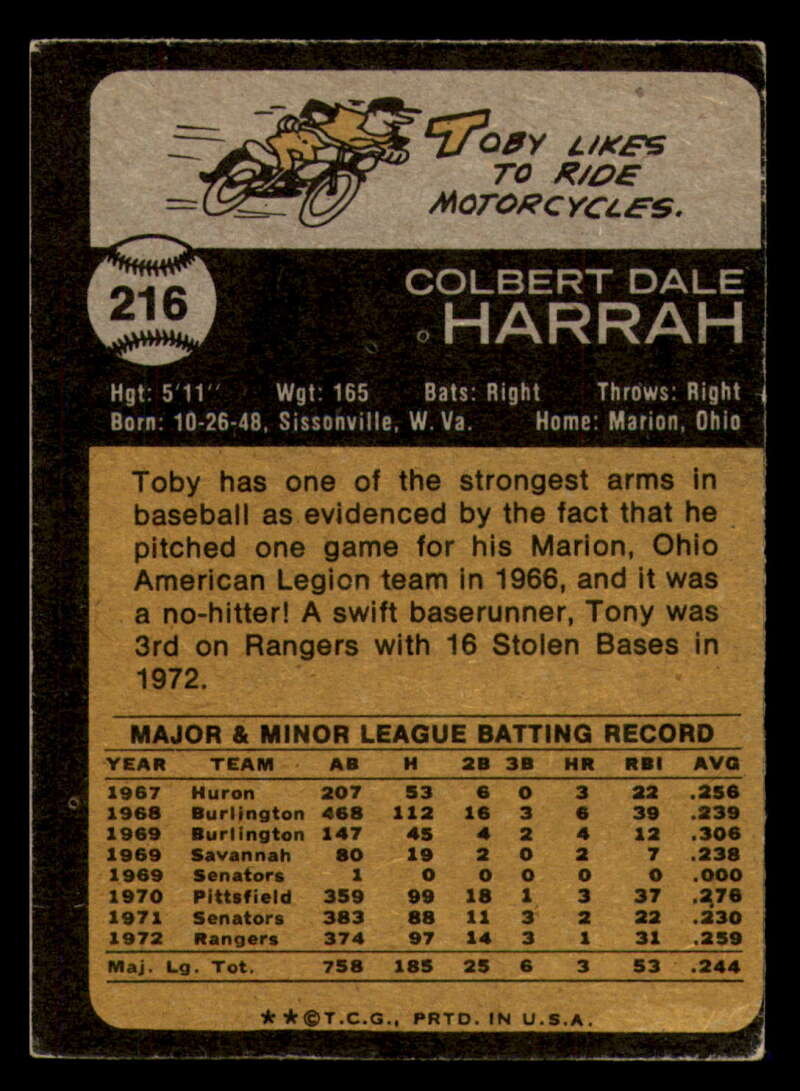 TOBY LIKES
TO RIDE
MOTORCYCLES.
216
COLBERT DALE
HARRAH
Hgt: 5'11" Wgt: 165 Bats: Right Throws: Right
Born: 10-26-48, Sissonville, W. Va. Home: Marion, Ohio
Toby has one of the strongest arms in
baseball as evidenced by the fact that he
pitched one game for his Marion, Ohio
American Legion team in 1966, and it was
a no-hitter! A swift baserunner, Tony was
3rd on Rangers with 16 Stolen Bases in
1972.
MAJOR & MINOR LEAGUE BATTING RECORD
YEAR TEAM AB H 2B 3B HR RBI AVG
1967 Huron 207 53 6 0 3 22 .256
1968 Burlington 468 112 16 3 6 39 .239
1969 Burlington 147 45 4 2 4 12 .306
1969 Savannah 80 19 2 0 2 7 .238
1969 Senators 1 0 0 0 0 0 .000
1970 Pittsfield 359 99 18 1 3 37 .276
1971 Senators 383 88 11 3 2 22 .230
1972 Rangers 374 97 14 3 1 31 .259
Maj. Lg. Tot. 758 185 25 6 3 53 .244
★★©T.C.G., PRTD. IN U.S.A.